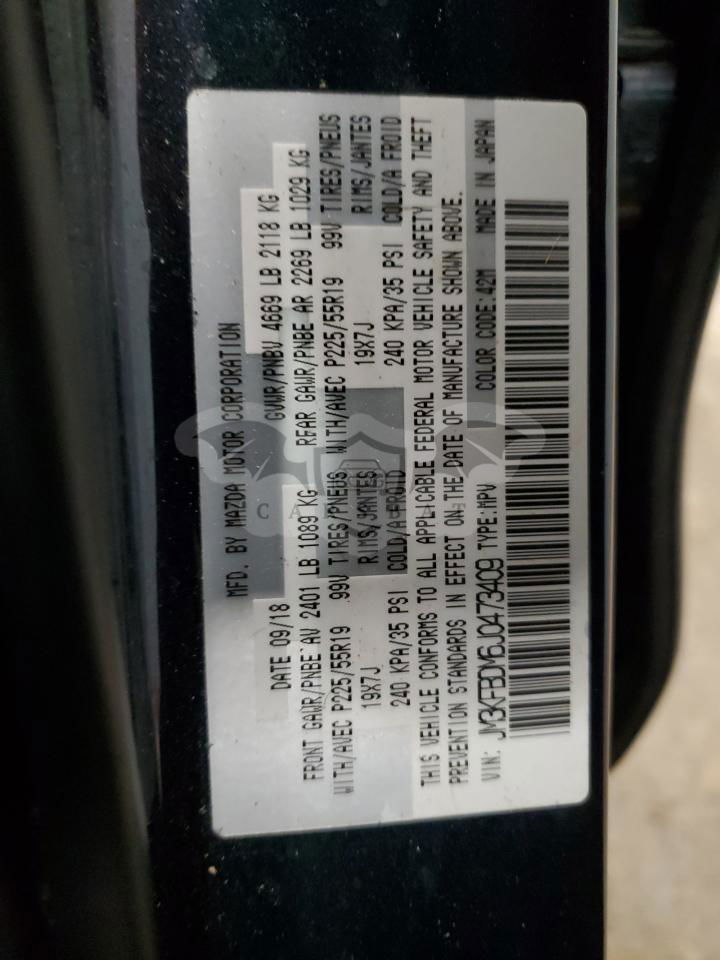 MFD. BY MAZDA MOTOR CORPORATION
DATE 09/18 GVWR/PNBV 4669 LB 2118 KG
FRONT GAWR/PNBE AV 2401 LB 1089 KG REAR GAWR/PNBE AR 2269 LB 1029 KG
WITH/AVEC P225/55R19 99V TIRES/PNEUS WITH/AVEC P225/55R19 99V TIRES/PNEUS
19X7J RIMS/JANTES 19X7J RIMS/JANTES
240 KPA/35 PSI COLD/A FROID 240 KPA/35 PSI COLD/A FROID
THIS VEHICLE CONFORMS TO ALL APPLICABLE FEDERAL MOTOR VEHICLE SAFETY AND THEFT
PREVENTION STANDARDS IN EFFECT ON THE DATE OF MANUFACTURE SHOWN ABOVE.
VIN: JM3KFBDM6J0473409 TYPE:MPV COLOR CODE:42M MADE IN JAPAN